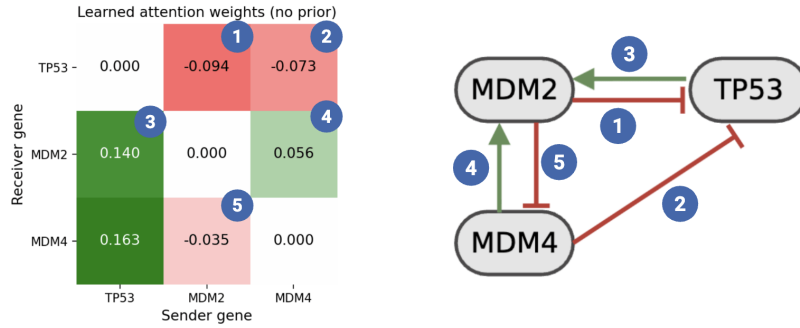 Learned attention weights (no prior)
1
2
TP53
0.000
-0.094
-0.073
3
4
MDM2
0.140
0.000
0.056
5
MDM4
0.163
-0.035
0.000
TP53
MDM2
MDM4
Receiver gene
Sender gene
3
MDM2
TP53
1
4
5
2
MDM4